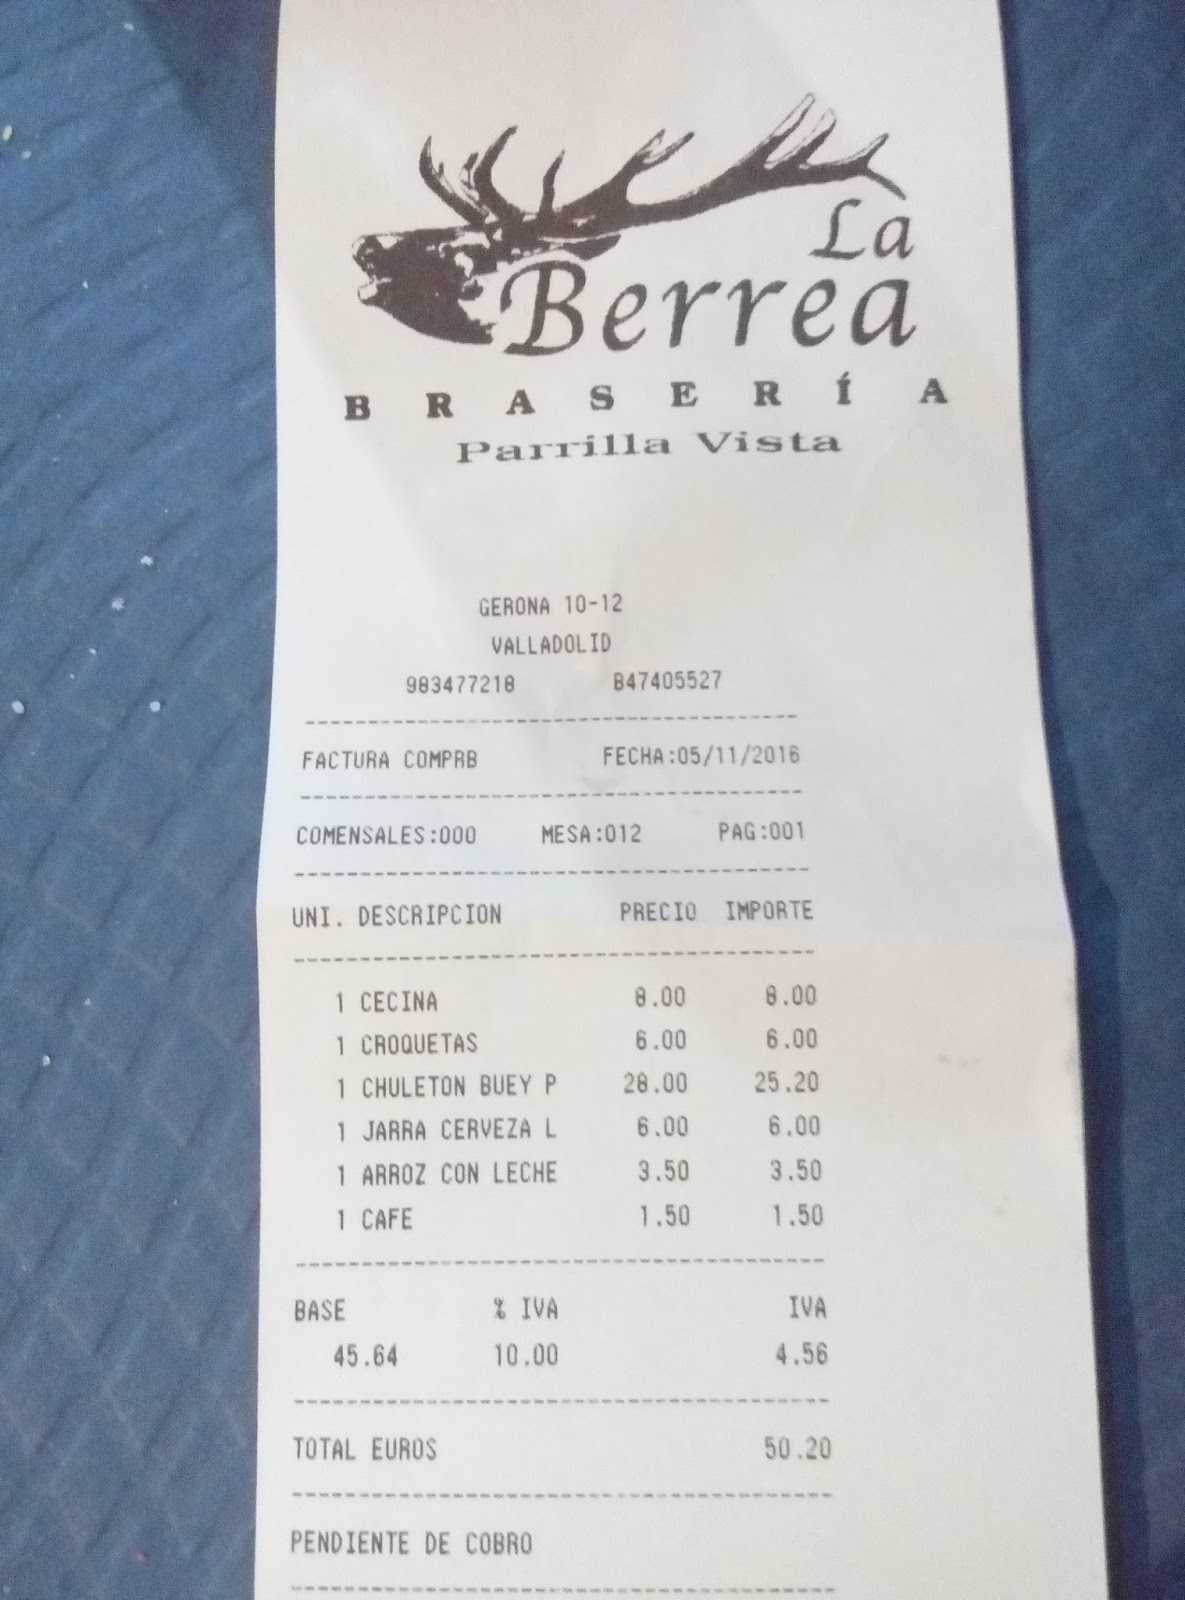 La
Berrea
BRASERÍA
Parrilla Vista
GERONA 10-12
VALLADOLID
983477218 B47405527
FACTURA COMPRB FECHA:05/11/2016
COMENSALES:000 MESA:012 PAG:001
UNI. DESCRIPCION PRECIO IMPORTE
1 CECINA 8.00 8.00
1 CROQUETAS 6.00 6.00
1 CHULETON BUEY P 28.00 25.20
1 JARRA CERVEZA L 6.00 6.00
1 ARROZ CON LECHE 3.50 3.50
1 CAFE 1.50 1.50
BASE % IVA IVA
45.64 10.00 4.56
TOTAL EUROS 50.20
PENDIENTE DE COBRO